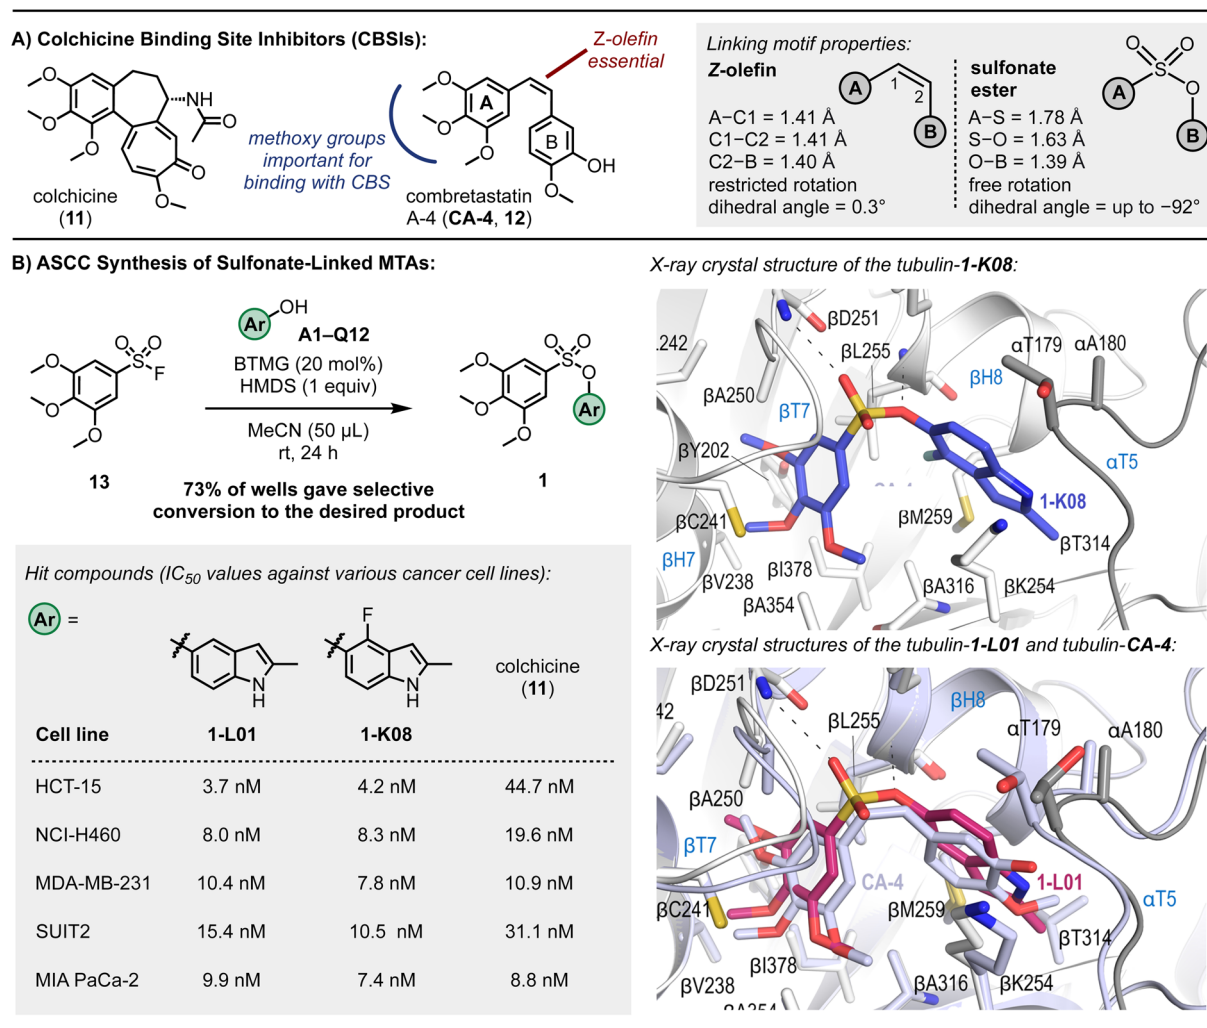 A) Colchicine Binding Site Inhibitors (CBSIs):
O
O
O
NH
O
O
O
colchicine
(11)
methoxy groups
important for
binding with CBS
Z-olefin
essential
O
O
O
A
B
OH
O
combretastatin
A-4 (CA-4, 12)
Linking motif properties:
Z-olefin
A
1
2
B
A–C1 = 1.41 Å
C1–C2 = 1.41 Å
C2–B = 1.40 Å
restricted rotation
dihedral angle = 0.3°
sulfonate
ester
O O
S
A
O
B
A–S = 1.78 Å
S–O = 1.63 Å
O–B = 1.39 Å
free rotation
dihedral angle = up to −92°
B) ASCC Synthesis of Sulfonate-Linked MTAs:
O O
S
F
O
O
O
13
Ar
OH
A1–Q12
BTMG (20 mol%)
HMDS (1 equiv)
MeCN (50 µL)
rt, 24 h
O O
S
O
Ar
O
O
O
1
73% of wells gave selective
conversion to the desired product
Hit compounds (IC50 values against various cancer cell lines):
Ar =
N
H
F
N
H
colchicine
(11)
Cell line 1-L01 1-K08
HCT-15 3.7 nM 4.2 nM 44.7 nM
NCI-H460 8.0 nM 8.3 nM 19.6 nM
MDA-MB-231 10.4 nM 7.8 nM 10.9 nM
SUIT2 15.4 nM 10.5 nM 31.1 nM
MIA PaCa-2 9.9 nM 7.4 nM 8.8 nM
X-ray crystal structure of the tubulin-1-K08:
βD251
L242
βL255
αT179 αA180
βA250
βH8
βT7
βY202
αT5
1-K08
βC241
βM259
βT314
βH7
βV238
βI378
βA316
βK254
βA354
X-ray crystal structures of the tubulin-1-L01 and tubulin-CA-4:
βD251
βH8
42
βL255
αT179 αA180
βA250
βT7
CA-4
1-L01
αT5
βC241
βM259
βT314
βI378
βV238
βA316
βK254